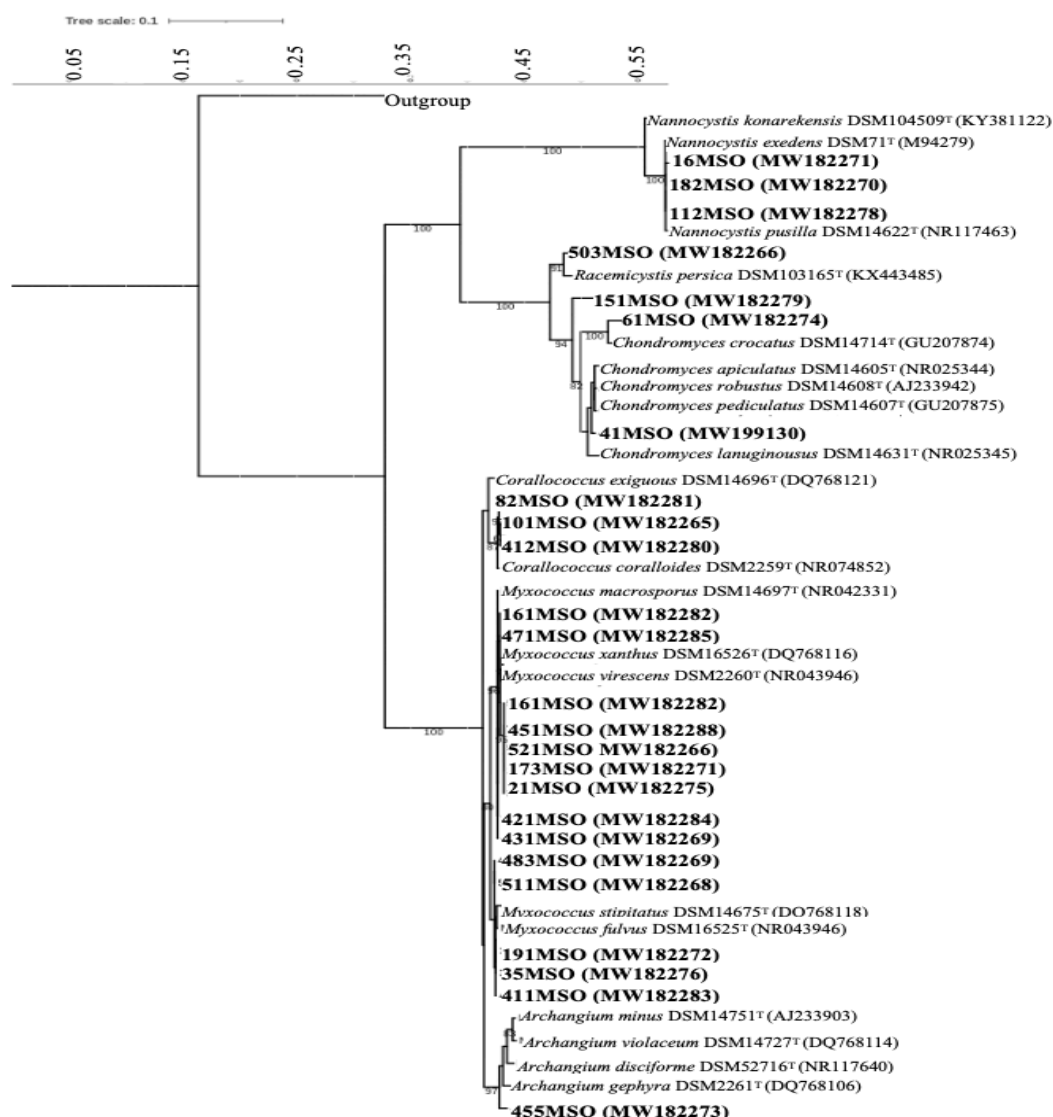 Tree scale: 0.1
0.05 0.15 0.25 0.35 0.45 0.55
Outgroup
Nannocystis konarekensis DSM104509ᵀ (KY381122)
100
Nannocystis exedens DSM71ᵀ (M94279)
16MSO (MW182271)
100
182MSO (MW182270)
112MSO (MW182278)
100
Nannocystis pusilla DSM14622ᵀ (NR117463)
503MSO (MW182266)
91
Racemicystis persica DSM103165ᵀ (KX443485)
100
151MSO (MW182279)
61MSO (MW182274)
100
94
Chondromyces crocatus DSM14714ᵀ (GU207874)
Chondromyces apiculatus DSM14605ᵀ (NR025344)
82
Chondromyces robustus DSM14608ᵀ (AJ233942)
Chondromyces pediculatus DSM14607ᵀ (GU207875)
41MSO (MW199130)
Chondromyces lanuginousus DSM14631ᵀ (NR025345)
Corallococcus exiguous DSM14696ᵀ (DQ768121)
82MSO (MW182281)
101MSO (MW182265)
412MSO (MW182280)
Corallococcus coralloides DSM2259ᵀ (NR074852)
Myxococcus macrosporus DSM14697ᵀ (NR042331)
161MSO (MW182282)
471MSO (MW182285)
Myxococcus xanthus DSM16526ᵀ (DQ768116)
Myxococcus virescens DSM2260ᵀ (NR043946)
161MSO (MW182282)
100
451MSO (MW182288)
521MSO MW182266)
173MSO (MW182271)
21MSO (MW182275)
421MSO (MW182284)
431MSO (MW182269)
483MSO (MW182269)
511MSO (MW182268)
Myxococcus stipitatus DSM14675ᵀ (DQ768118)
Myxococcus fulvus DSM16525ᵀ (NR043946)
191MSO (MW182272)
35MSO (MW182276)
411MSO (MW182283)
Archangium minus DSM14751ᵀ (AJ233903)
Archangium violaceum DSM14727ᵀ (DQ768114)
Archangium disciforme DSM52716ᵀ (NR117640)
Archangium gephyra DSM2261ᵀ (DQ768106)
97
455MSO (MW182273)